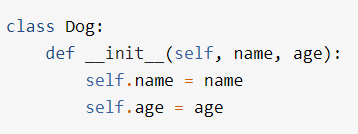 class Dog:
    def __init__(self, name, age):
        self.name = name
        self.age = age